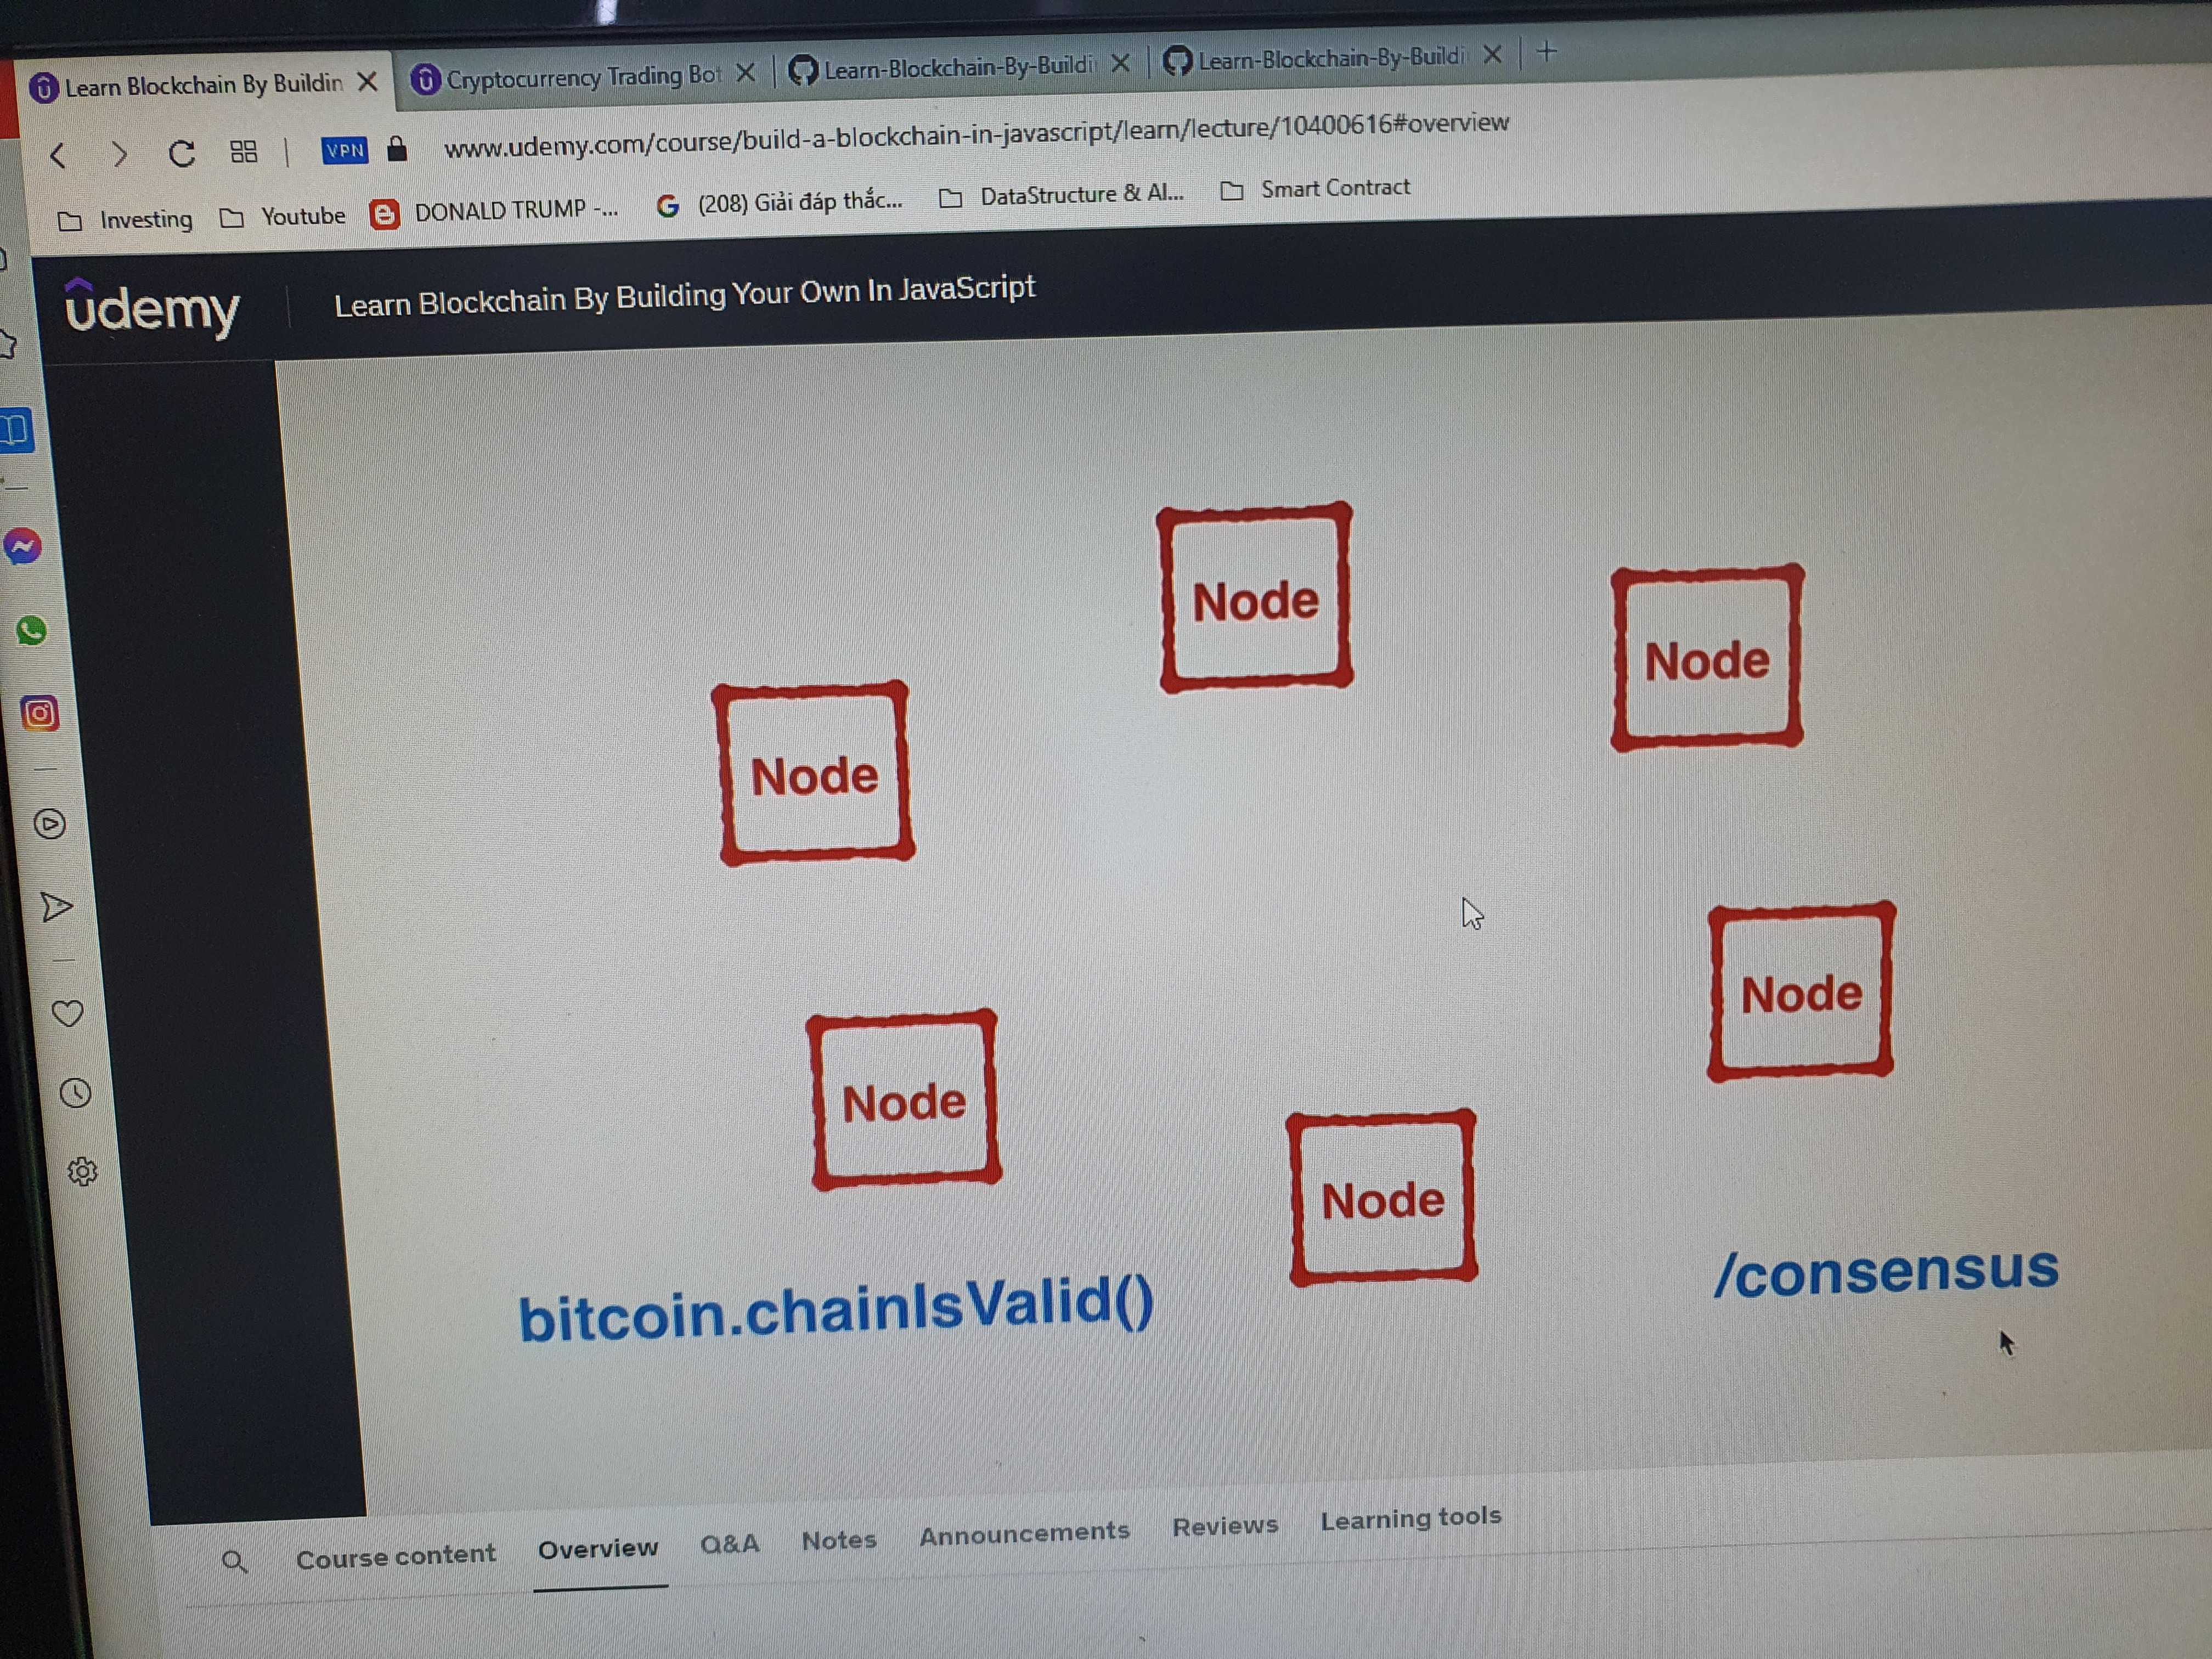 Learn Blockchain By Buildin
Cryptocurrency Trading Bot
Learn-Blockchain-By-Buildi
Learn-Blockchain-By-Buildi
VPN
www.udemy.com/course/build-a-blockchain-in-javascript/learn/lecture/10400616#overview
Investing
Youtube
DONALD TRUMP -...
(208) Giải đáp thắc...
DataStructure & Al...
Smart Contract
udemy
Learn Blockchain By Building Your Own In JavaScript
Node
Node
Node
Node
Node
Node
bitcoin.chainIsValid()
/consensus
Course content
Overview
Q&A
Notes
Announcements
Reviews
Learning tools